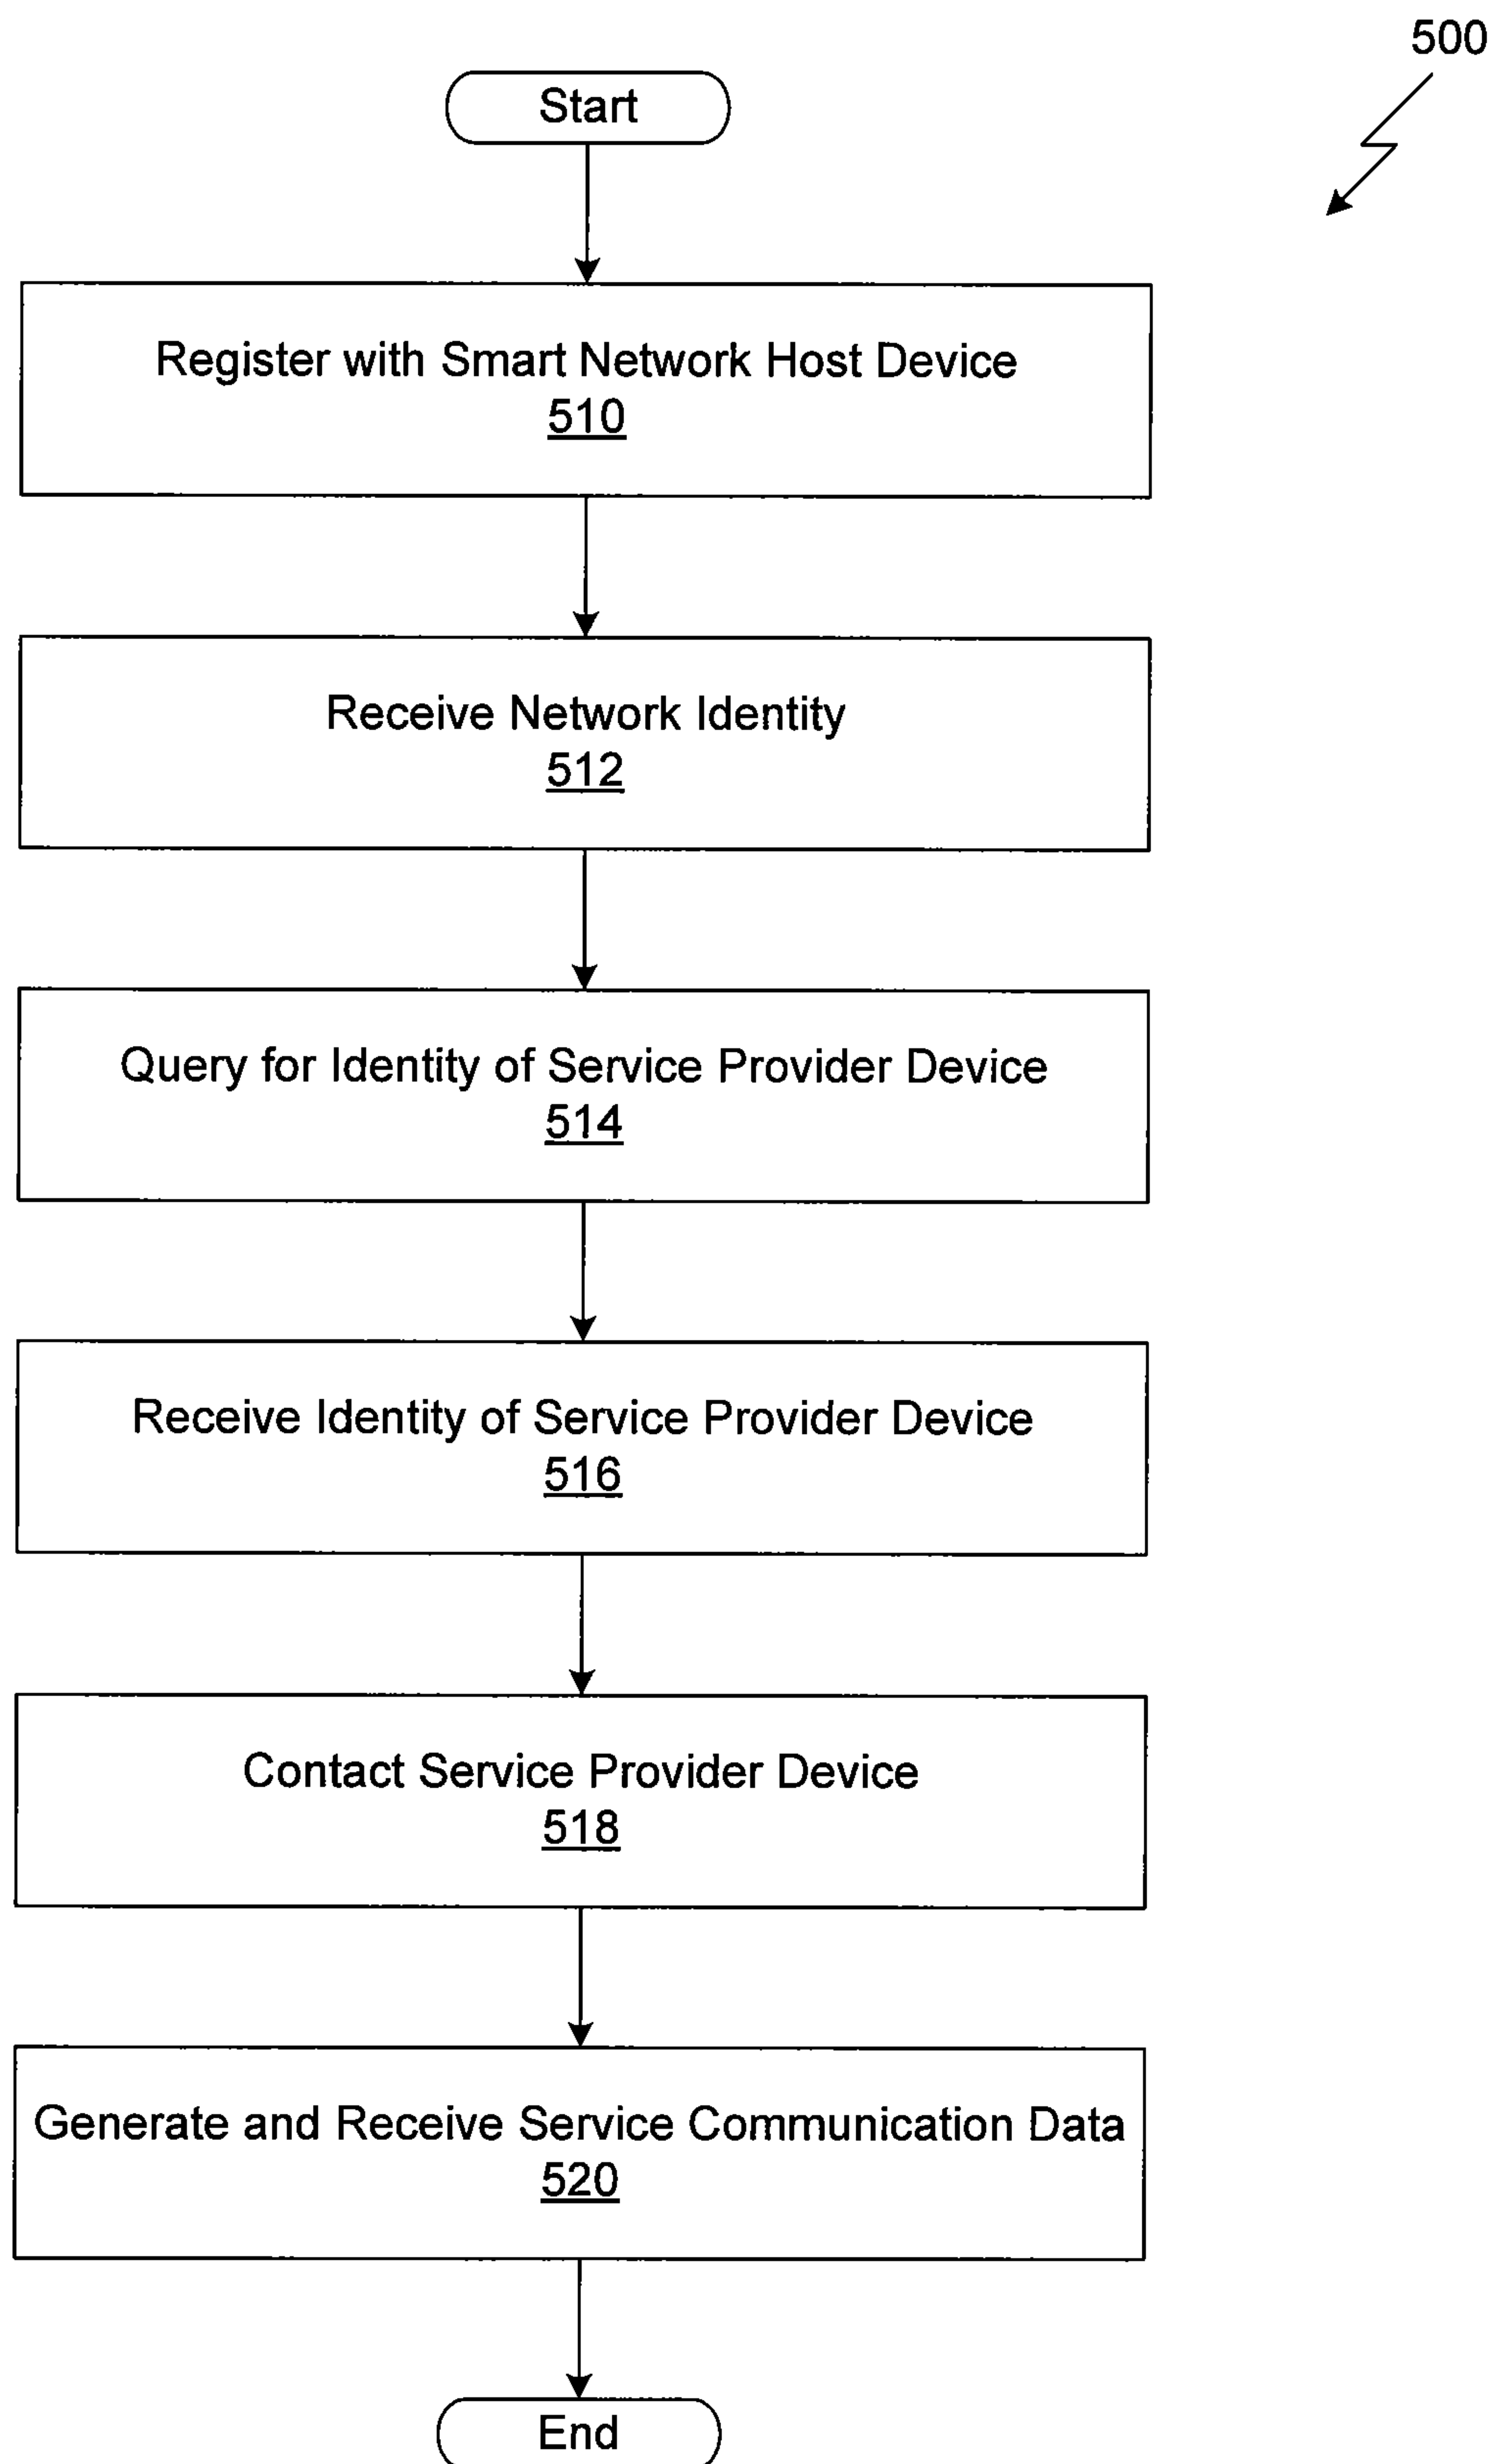 500
Start
Register with Smart Network Host Device
510
Receive Network Identity
512
Query for Identity of Service Provider Device
514
Receive Identity of Service Provider Device
516
Contact Service Provider Device
518
Generate and Receive Service Communication Data
520
End